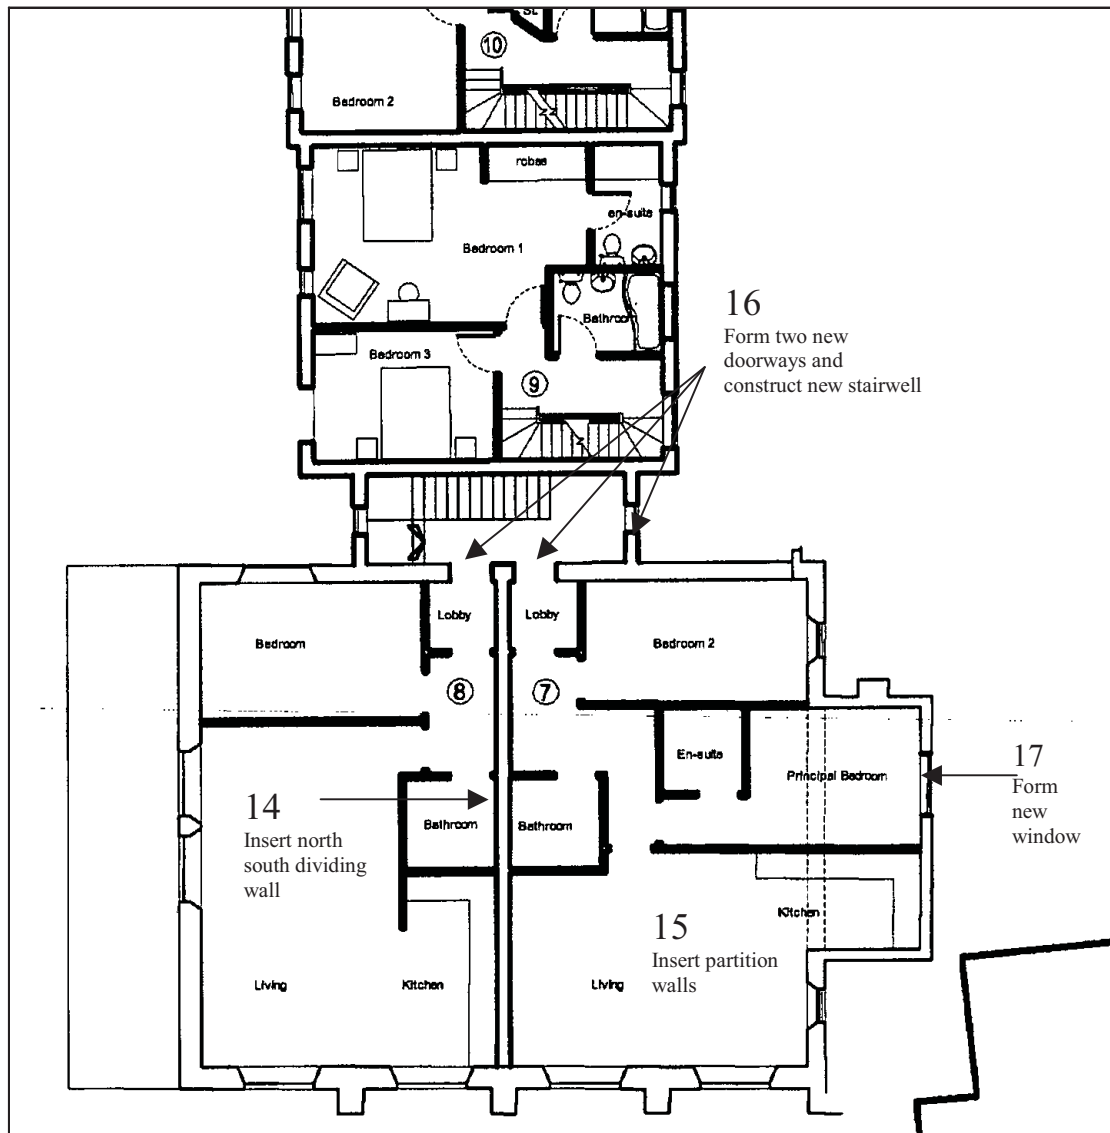 St.
10
Bedroom 2
robes
en-suite
Bedroom 1
Bathroom
Bedroom 3
9
16
Form two new
doorways and
construct new stairwell
Lobby
Lobby
Bedroom
Bedroom 2
8
7
En-suite
Principal Bedroom
17
Form
new
window
14
Insert north
south dividing
wall
Bathroom
Bathroom
Kitchen
15
Insert partition
walls
Living
Kitchen
Living